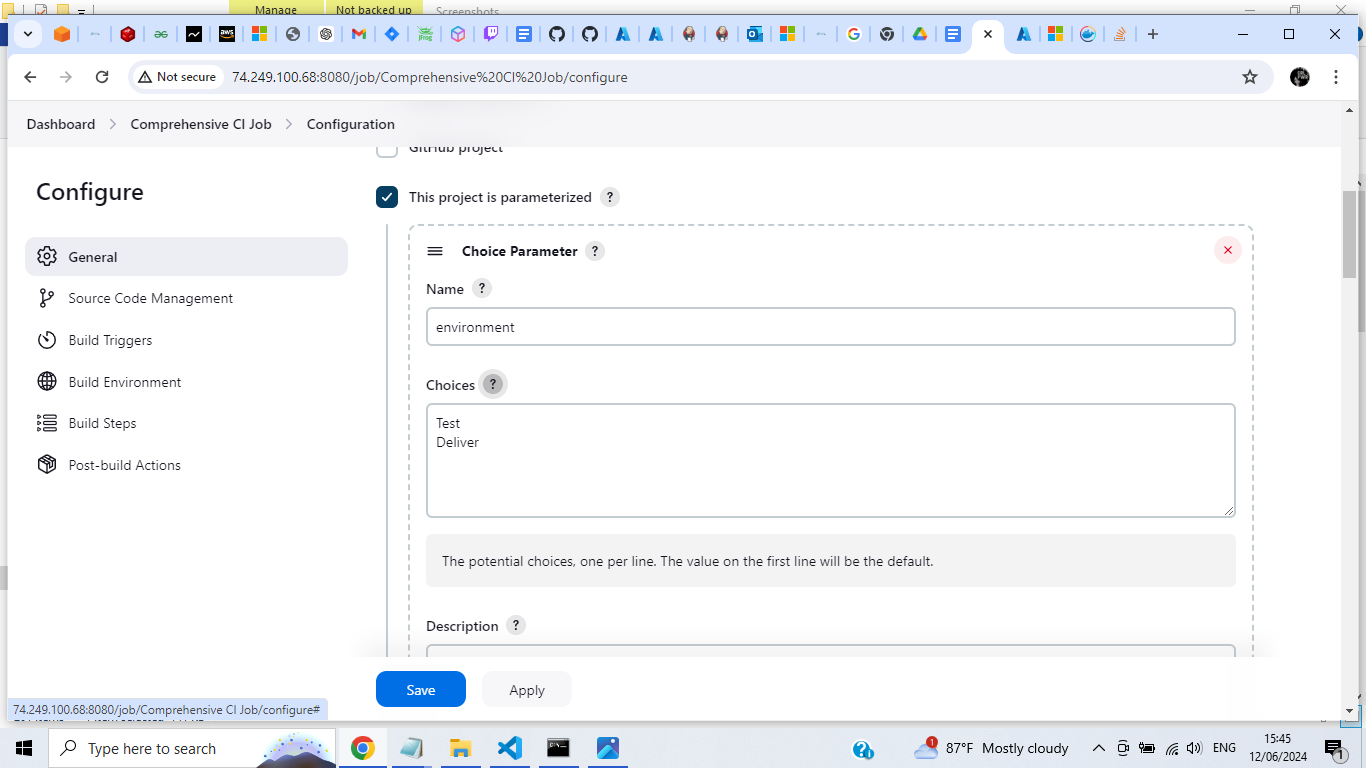 Manage
Not backed up
Screenshots
aws
Not secure
74.249.100.68:8080/job/Comprehensive%20CI%20Job/configure
Dashboard
Comprehensive CI Job
Configuration
GitHub project
Configure
This project is parameterized ?
General
Choice Parameter ?
Source Code Management
Name ?
environment
Build Triggers
Build Environment
Choices ?
Build Steps
Test
Deliver
Post-build Actions
The potential choices, one per line. The value on the first line will be the default.
Description ?
Save
Apply
74.249.100.68:8080/job/Comprehensive CI Job/configure#
Type here to search
1
87°F Mostly cloudy
ENG
15:45
12/06/2024
1